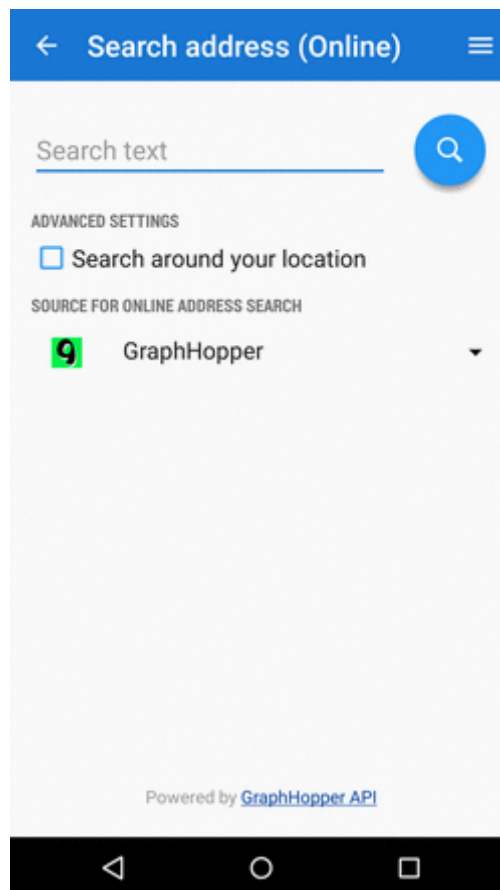 Search address (Online)
Search text
ADVANCED SETTINGS
Search around your location
SOURCE FOR ONLINE ADDRESS SEARCH
GraphHopper
Powered by GraphHopper API